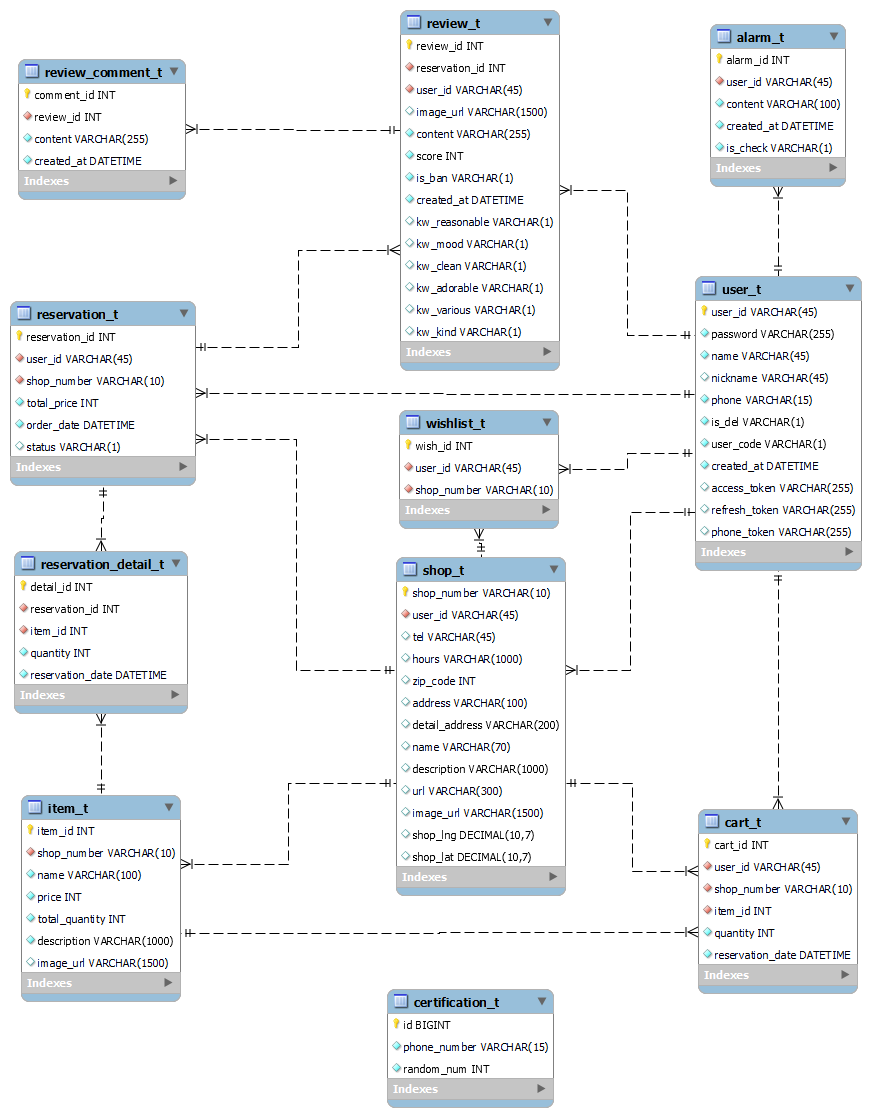 review_t
review_id INT
reservation_id INT
user_id VARCHAR(45)
image_url VARCHAR(1500)
content VARCHAR(255)
score INT
is_ban VARCHAR(1)
created_at DATETIME
kw_reasonable VARCHAR(1)
kw_mood VARCHAR(1)
kw_clean VARCHAR(1)
kw_adorable VARCHAR(1)
kw_various VARCHAR(1)
kw_kind VARCHAR(1)
Indexes
alarm_t
alarm_id INT
user_id VARCHAR(45)
content VARCHAR(100)
created_at DATETIME
is_check VARCHAR(1)
Indexes
review_comment_t
comment_id INT
review_id INT
content VARCHAR(255)
created_at DATETIME
Indexes
user_t
user_id VARCHAR(45)
password VARCHAR(255)
name VARCHAR(45)
nickname VARCHAR(45)
phone VARCHAR(15)
is_del VARCHAR(1)
user_code VARCHAR(1)
created_at DATETIME
access_token VARCHAR(255)
refresh_token VARCHAR(255)
phone_token VARCHAR(255)
Indexes
reservation_t
reservation_id INT
user_id VARCHAR(45)
shop_number VARCHAR(10)
total_price INT
order_date DATETIME
status VARCHAR(1)
Indexes
wishlist_t
wish_id INT
user_id VARCHAR(45)
shop_number VARCHAR(10)
Indexes
reservation_detail_t
detail_id INT
reservation_id INT
item_id INT
quantity INT
reservation_date DATETIME
Indexes
shop_t
shop_number VARCHAR(10)
user_id VARCHAR(45)
tel VARCHAR(45)
hours VARCHAR(1000)
zip_code INT
address VARCHAR(100)
detail_address VARCHAR(200)
name VARCHAR(70)
description VARCHAR(1000)
url VARCHAR(300)
image_url VARCHAR(1500)
shop_lng DECIMAL(10,7)
shop_lat DECIMAL(10,7)
Indexes
item_t
item_id INT
shop_number VARCHAR(10)
name VARCHAR(100)
price INT
total_quantity INT
description VARCHAR(1000)
image_url VARCHAR(1500)
Indexes
cart_t
cart_id INT
user_id VARCHAR(45)
shop_number VARCHAR(10)
item_id INT
quantity INT
reservation_date DATETIME
Indexes
certification_t
id BIGINT
phone_number VARCHAR(15)
random_num INT
Indexes